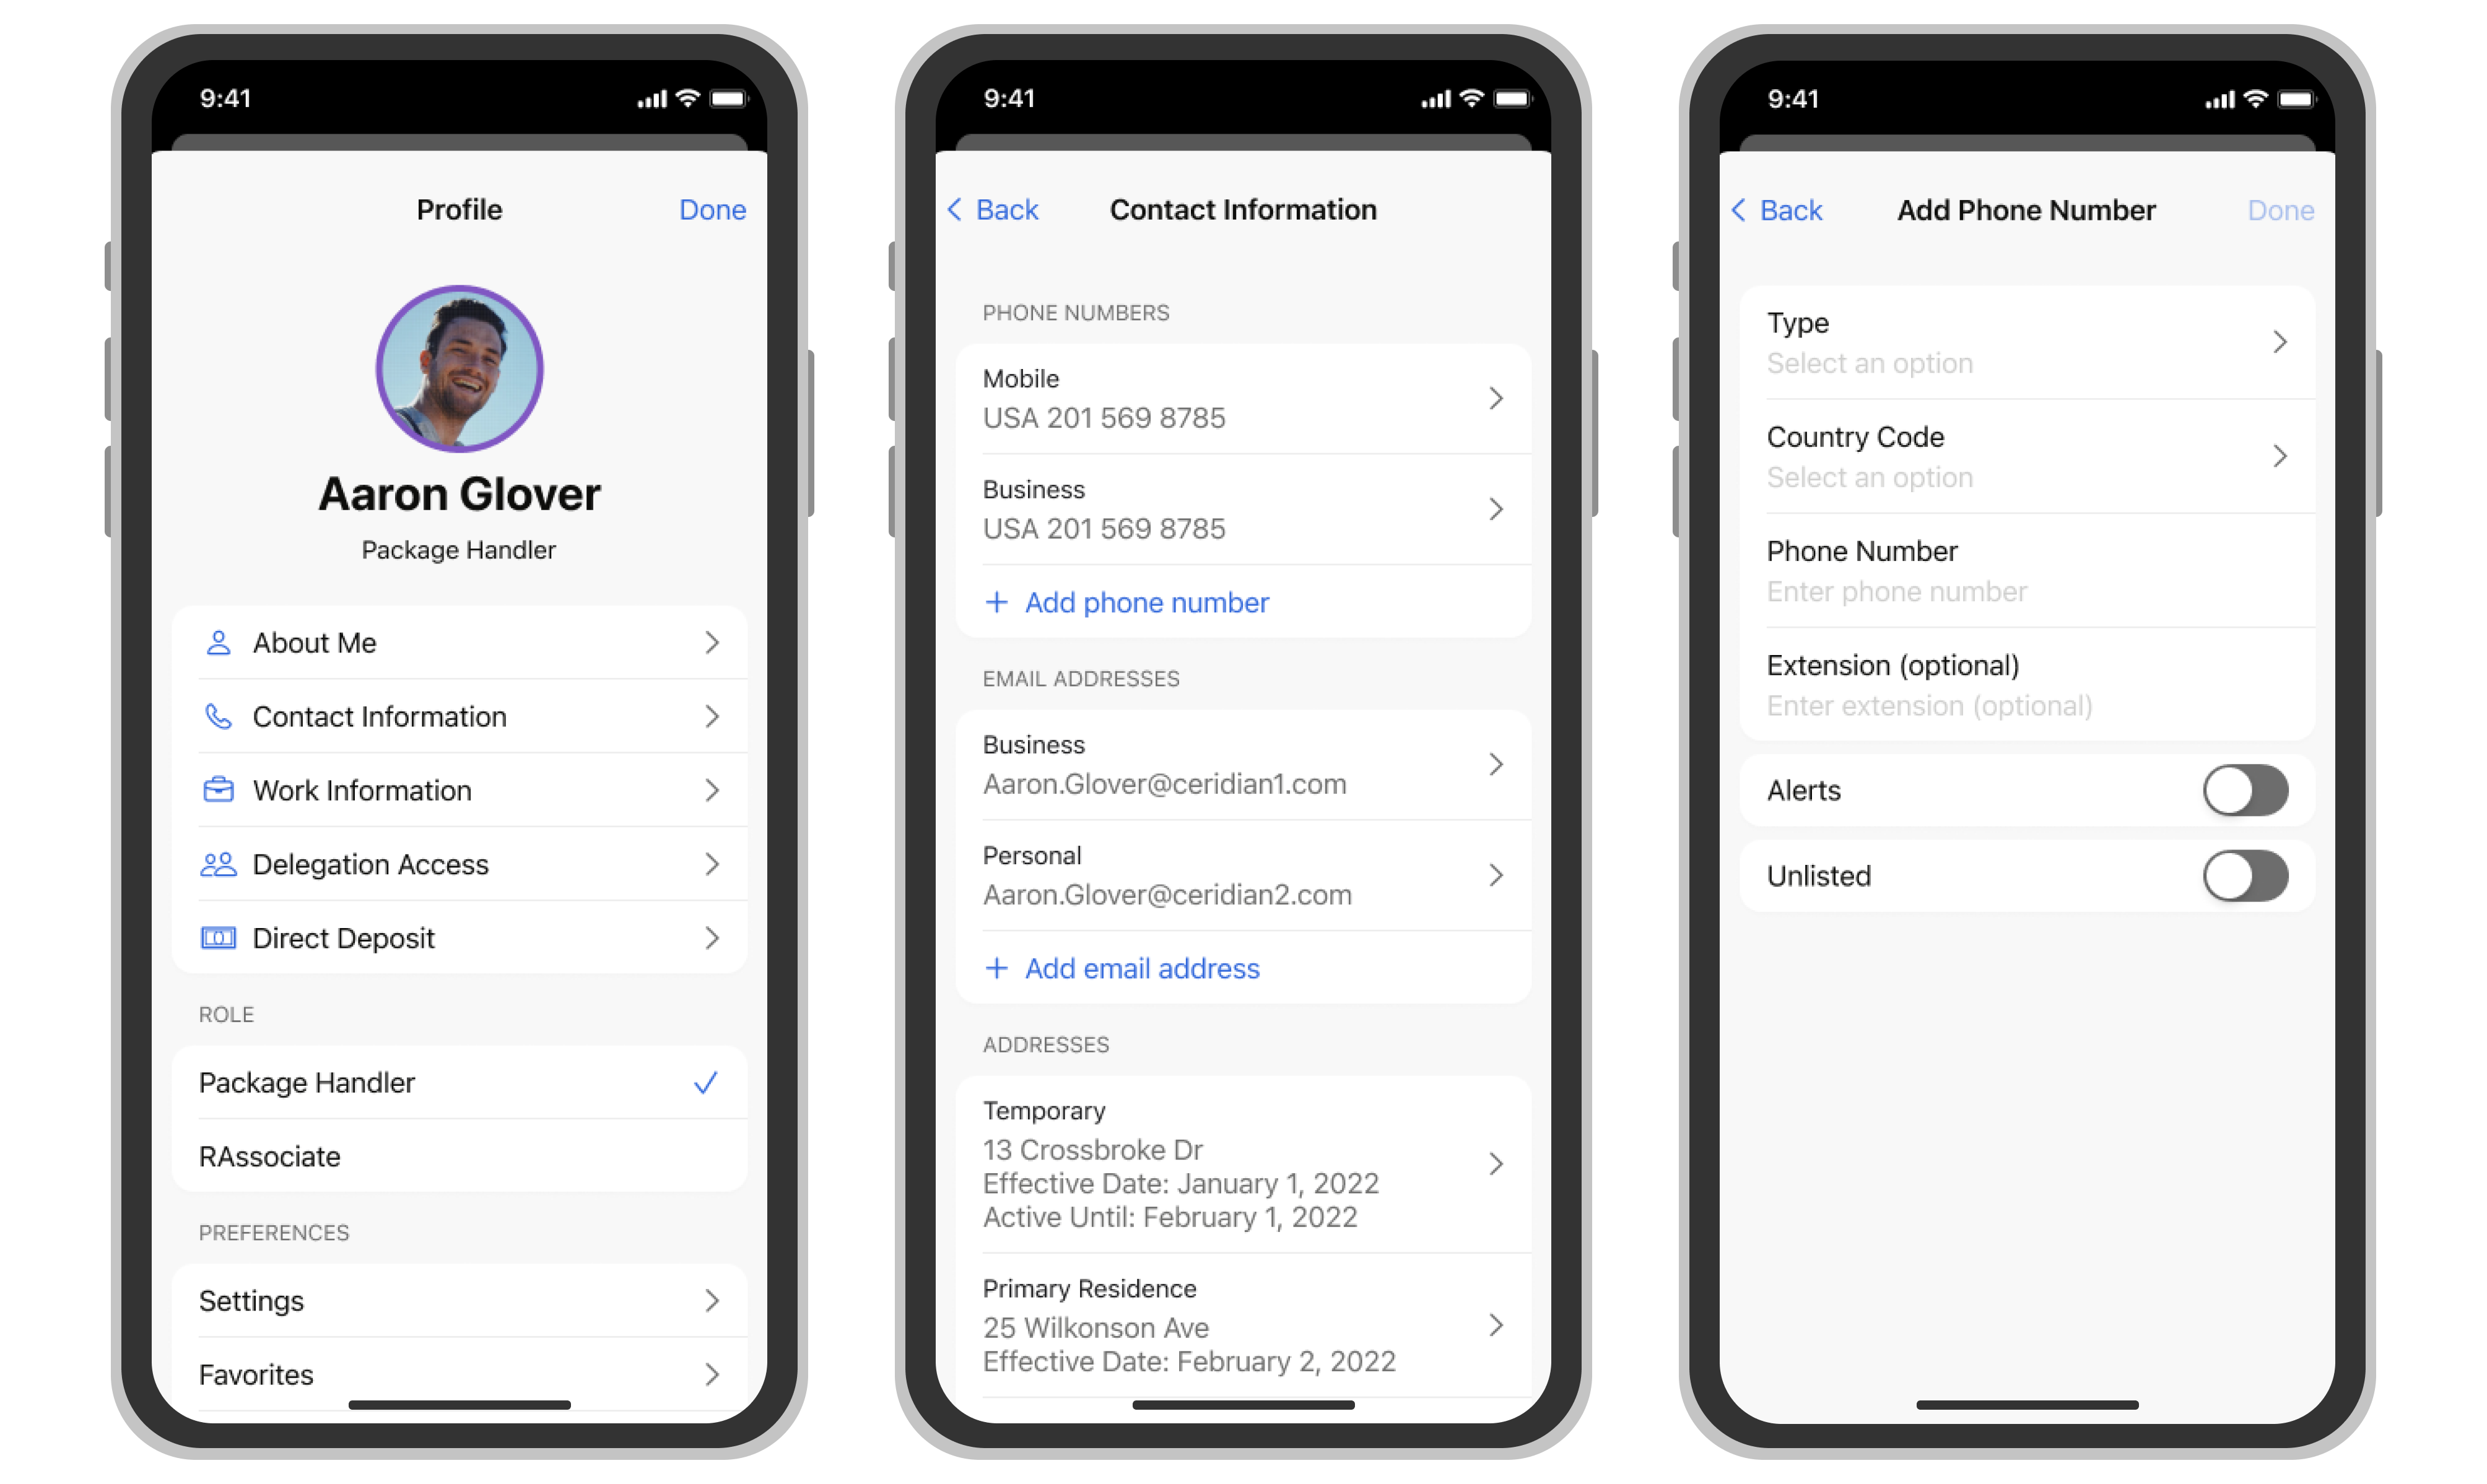 9:41
Profile
Done
Aaron Glover
Package Handler
About Me
Contact Information
Work Information
Delegation Access
Direct Deposit
ROLE
Package Handler
RAssociate
PREFERENCES
Settings
Favorites
9:41
Back
Contact Information
PHONE NUMBERS
Mobile
USA 201 569 8785
Business
USA 201 569 8785
+ Add phone number
EMAIL ADDRESSES
Business
Aaron.Glover@ceridian1.com
Personal
Aaron.Glover@ceridian2.com
+ Add email address
ADDRESSES
Temporary
13 Crossbroke Dr
Effective Date: January 1, 2022
Active Until: February 1, 2022
Primary Residence
25 Wilkonson Ave
Effective Date: February 2, 2022
9:41
Back
Add Phone Number
Done
Type
Select an option
Country Code
Select an option
Phone Number
Enter phone number
Extension (optional)
Enter extension (optional)
Alerts
Unlisted